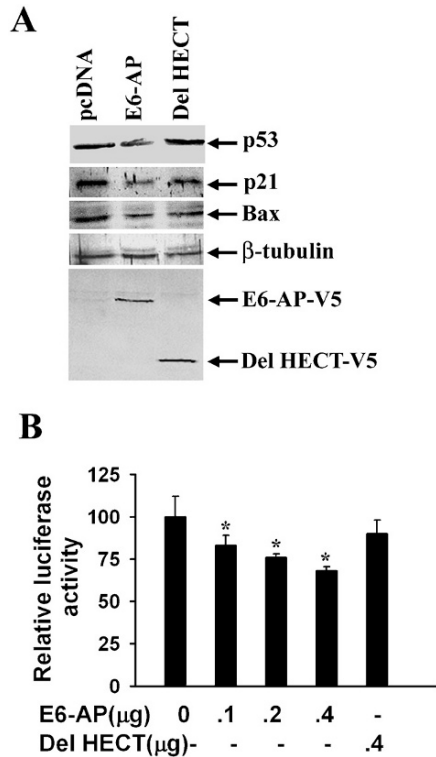 A
pcDNA
E6-AP
Del HECT
p53
p21
Bax
β-tubulin
E6-AP-V5
Del HECT-V5
B
Relative luciferase
activity
125
100
75
50
25
0
*
*
*
E6-AP(μg) 0 .1 .2 .4 -
Del HECT(μg)- - - - .4